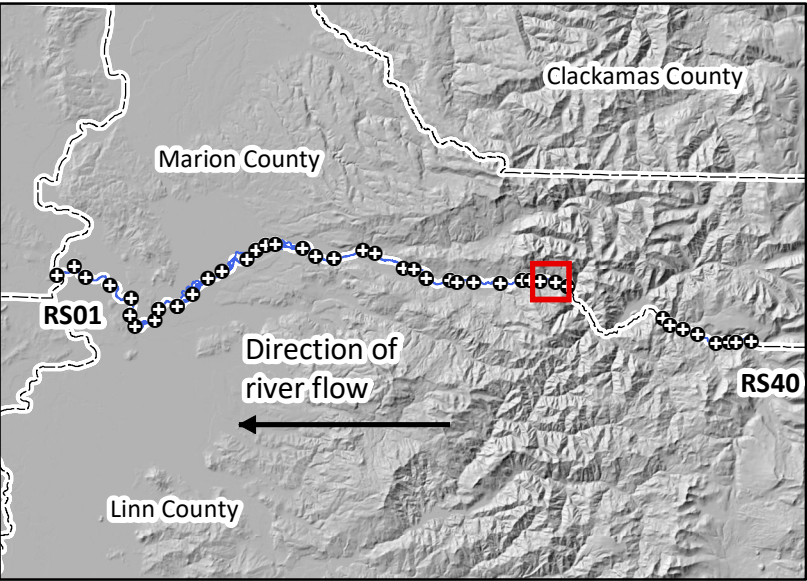 Clackamas County
Marion County
RS01
Direction of
river flow
RS40
Linn County